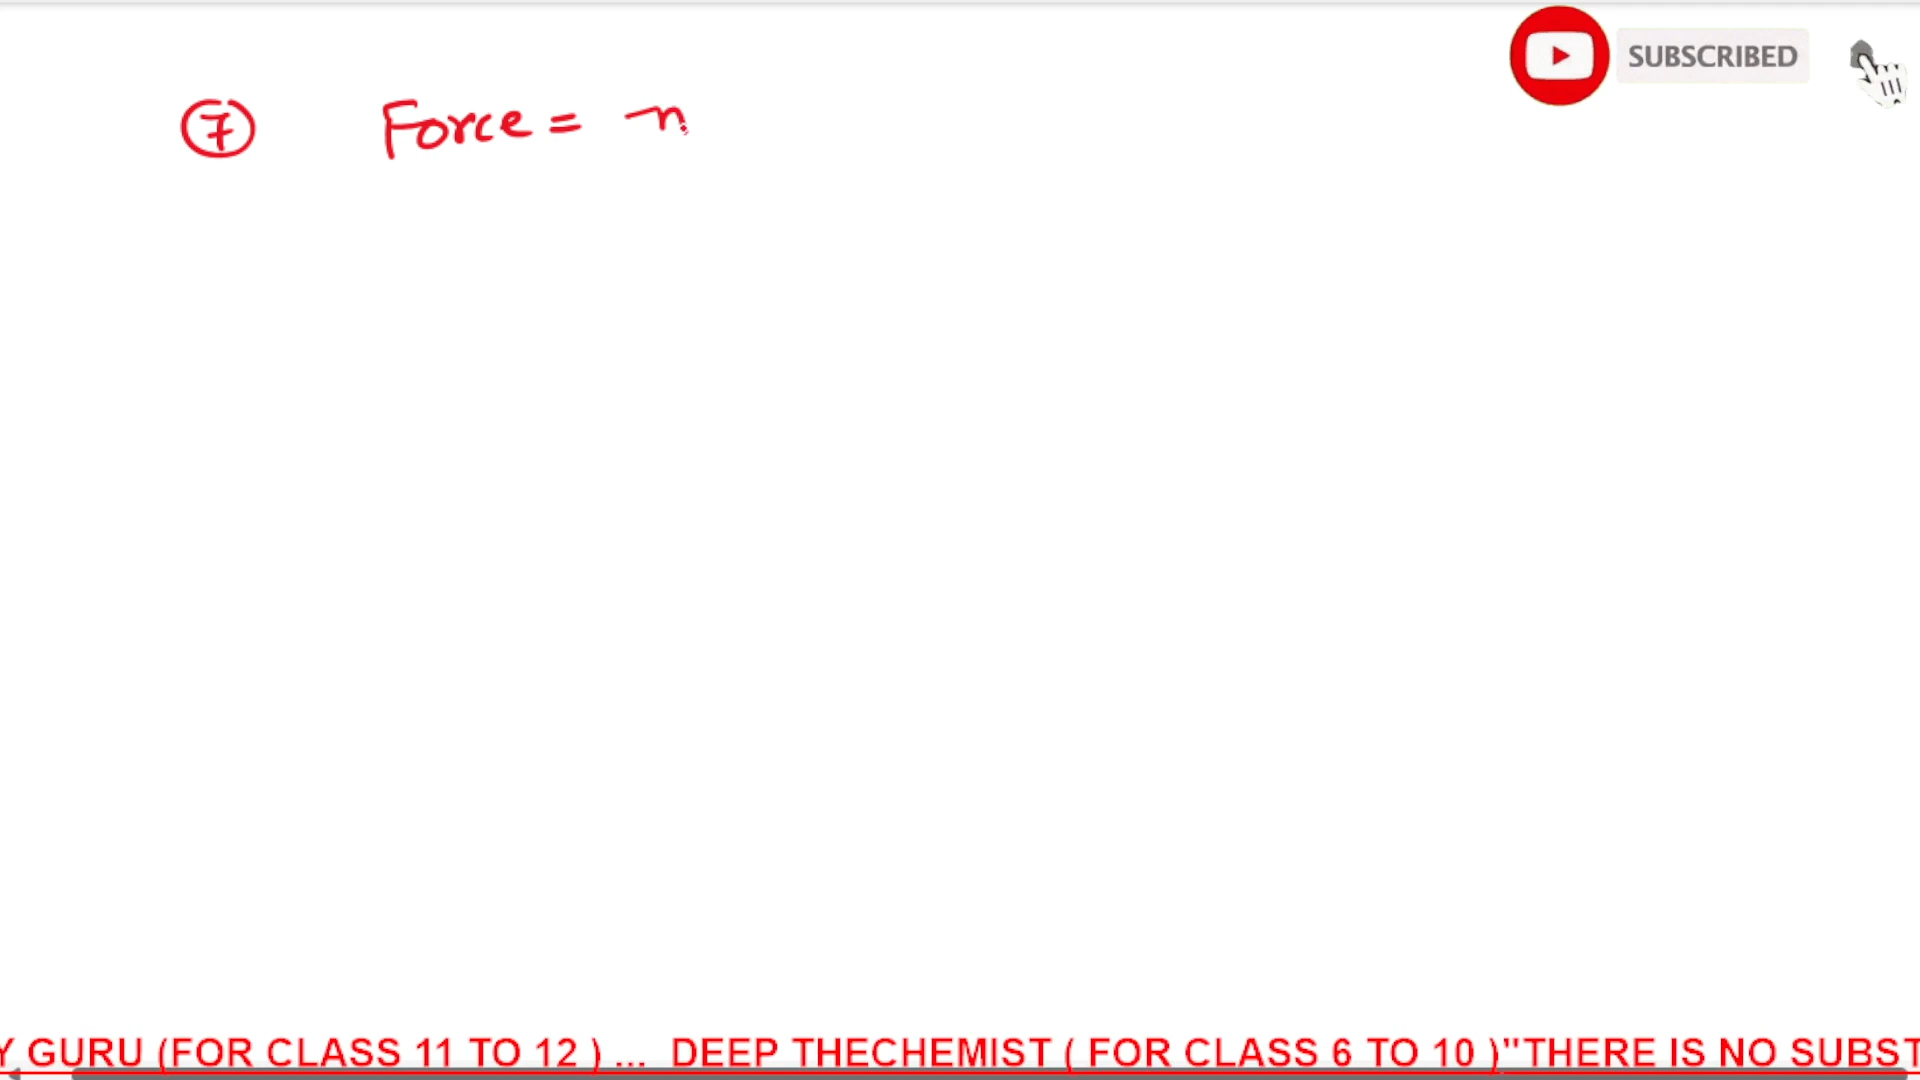 SUBSCRIBED
7 Force =
Y GURU (FOR CLASS 11 TO 12 ) ... DEEP THECHEMIST ( FOR CLASS 6 TO 10 )"THERE IS NO SUBST